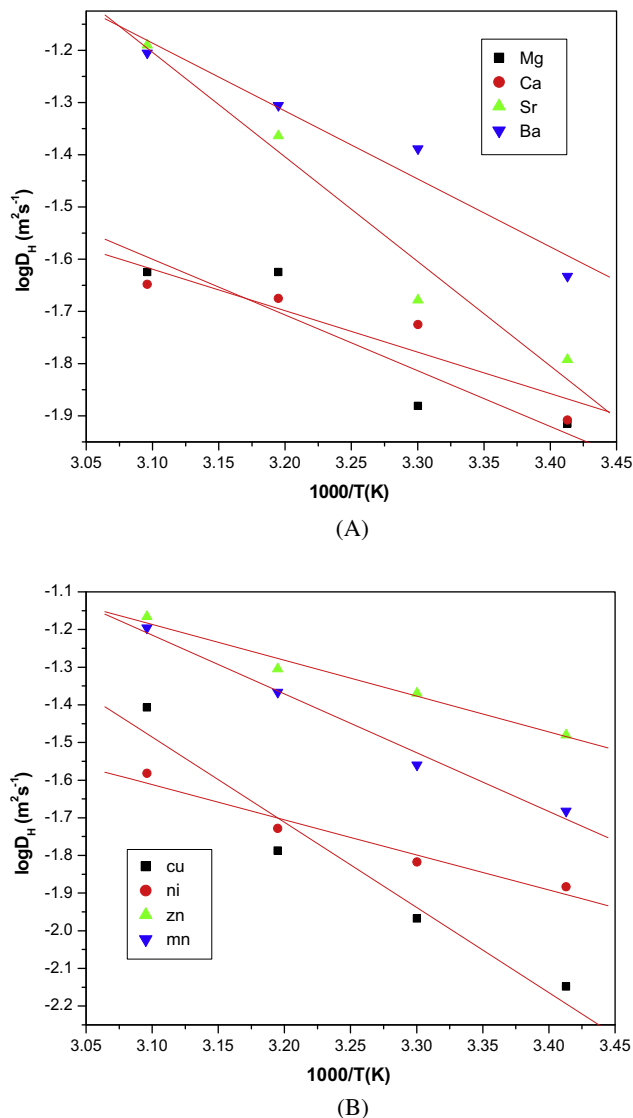 -1.2
-1.3
-1.4
-1.5
-1.6
-1.7
-1.8
-1.9
logD_H (m²s⁻¹)
Mg
Ca
Sr
Ba
3.05 3.10 3.15 3.20 3.25 3.30 3.35 3.40 3.45
1000/T(K)
(A)
-1.1
-1.2
-1.3
-1.4
-1.5
-1.6
-1.7
-1.8
-1.9
-2.0
-2.1
-2.2
logD_H (m²s⁻¹)
cu
ni
zn
mn
3.05 3.10 3.15 3.20 3.25 3.30 3.35 3.40 3.45
1000/T(K)
(B)